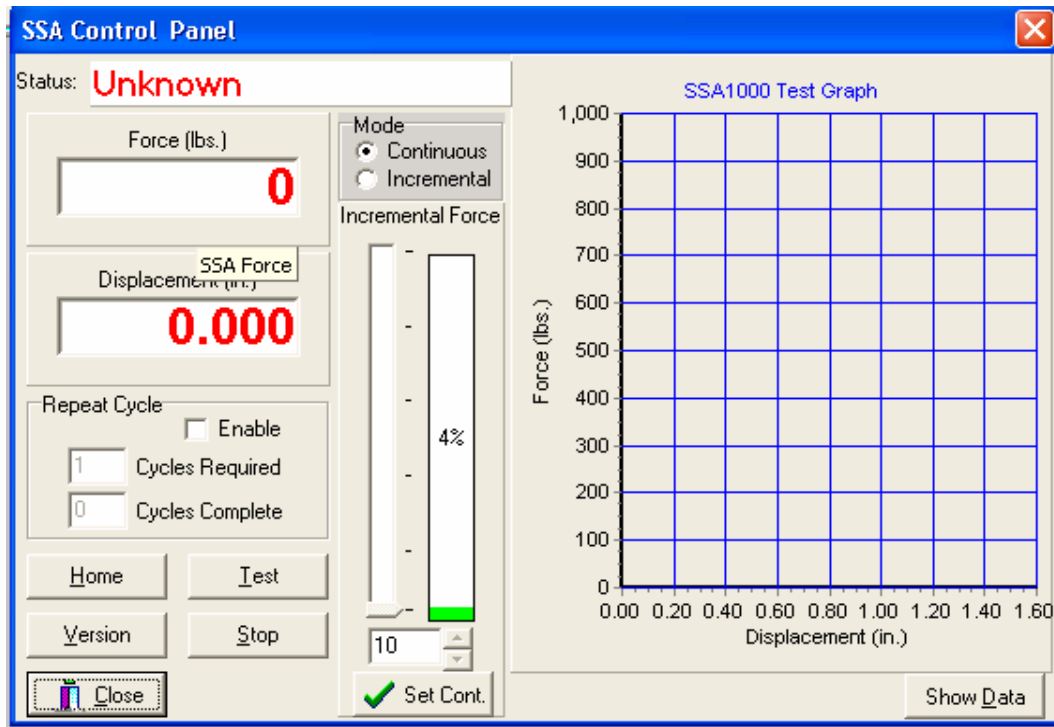 SSA Control Panel
Status: Unknown
Force (lbs.)
0
SSA Force
Displacement (in.)
0.000
Repeat Cycle
Enable
1 Cycles Required
0 Cycles Complete
Home Test
Version Stop
Close
Mode
Continuous
Incremental
Incremental Force
4%
10
Set Cont.
SSA1000 Test Graph
1,000
900
800
700
600
500
400
300
200
100
0
Force (lbs.)
0.00 0.20 0.40 0.60 0.80 1.00 1.20 1.40 1.60
Displacement (in.)
Show Data